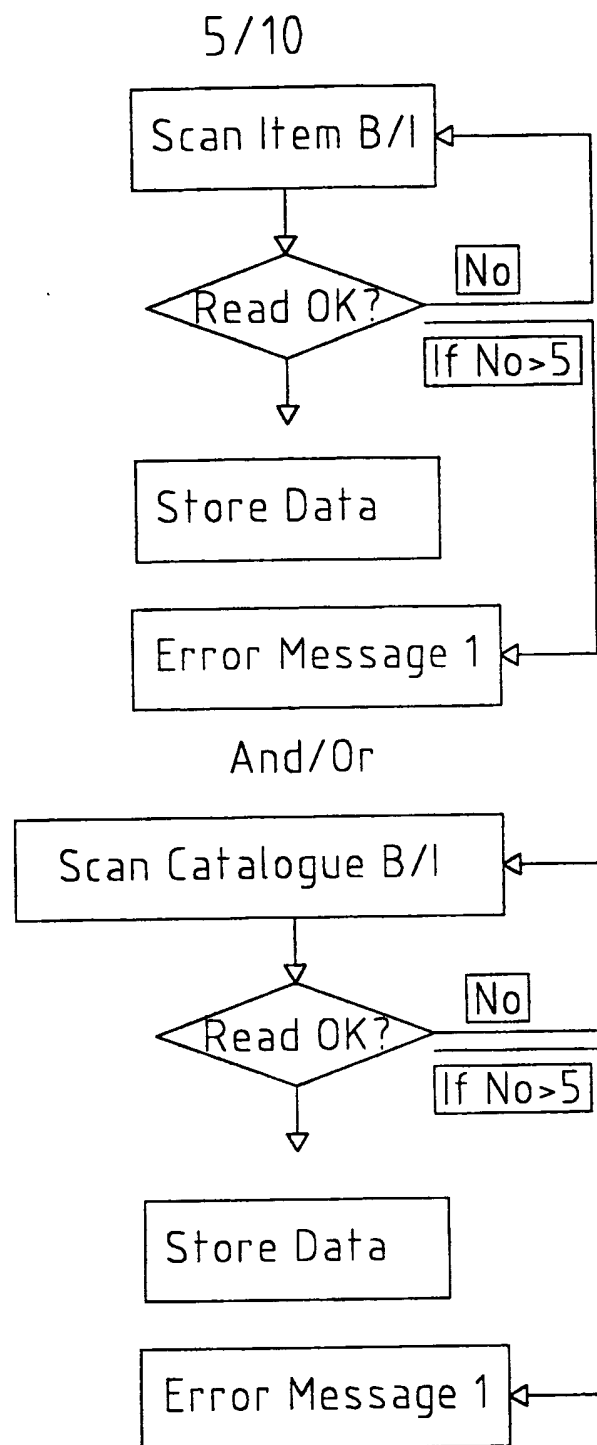 5/10
Scan Item B/I
Read OK?
No
If No>5
Store Data
Error Message 1
And/Or
Scan Catalogue B/I
Read OK?
No
If No>5
Store Data
Error Message 1